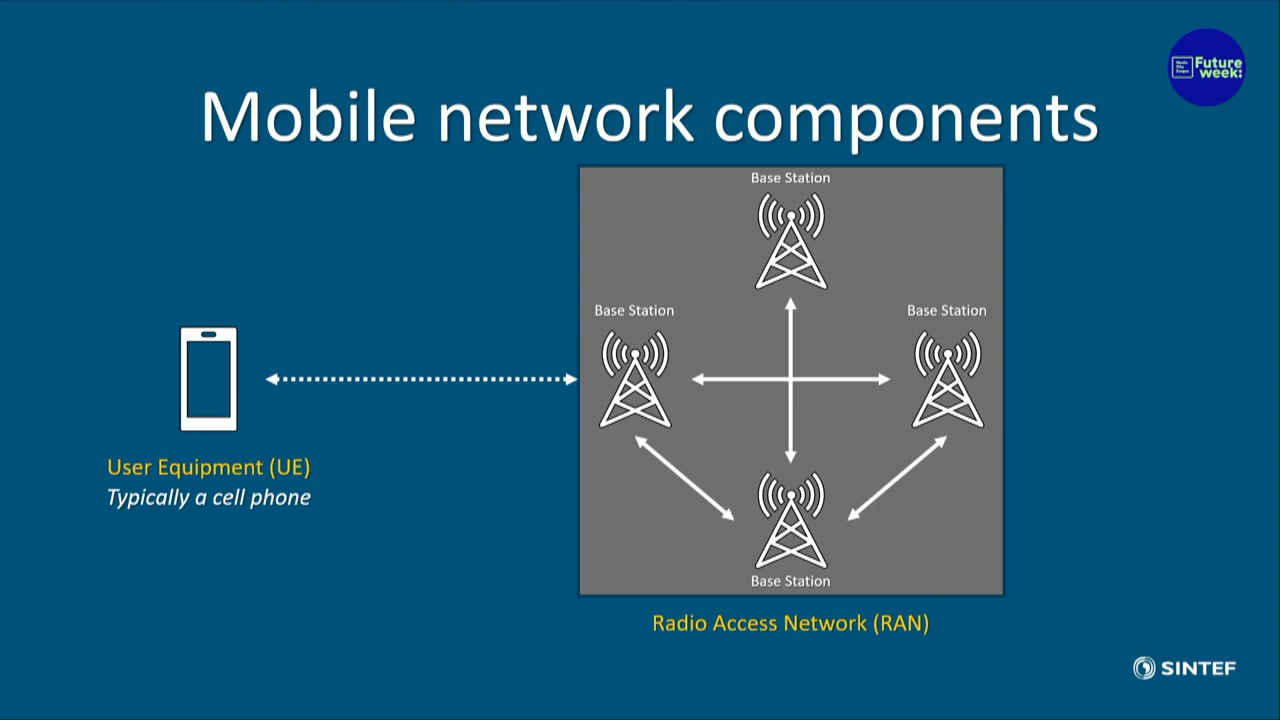 Future
week:
Mobile network components
Base Station
Base Station
Base Station
User Equipment (UE)
Typically a cell phone
Base Station
Radio Access Network (RAN)
SINTEF